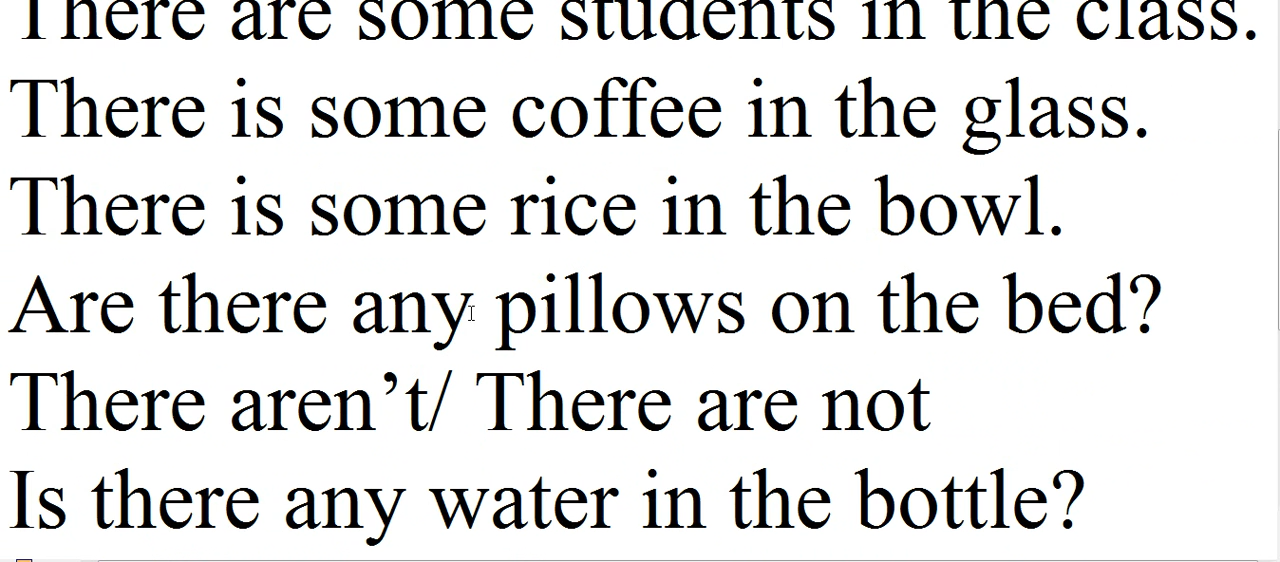 There are some students in the class.
There is some coffee in the glass.
There is some rice in the bowl.
Are there any pillows on the bed?
There aren’t/ There are not
Is there any water in the bottle?